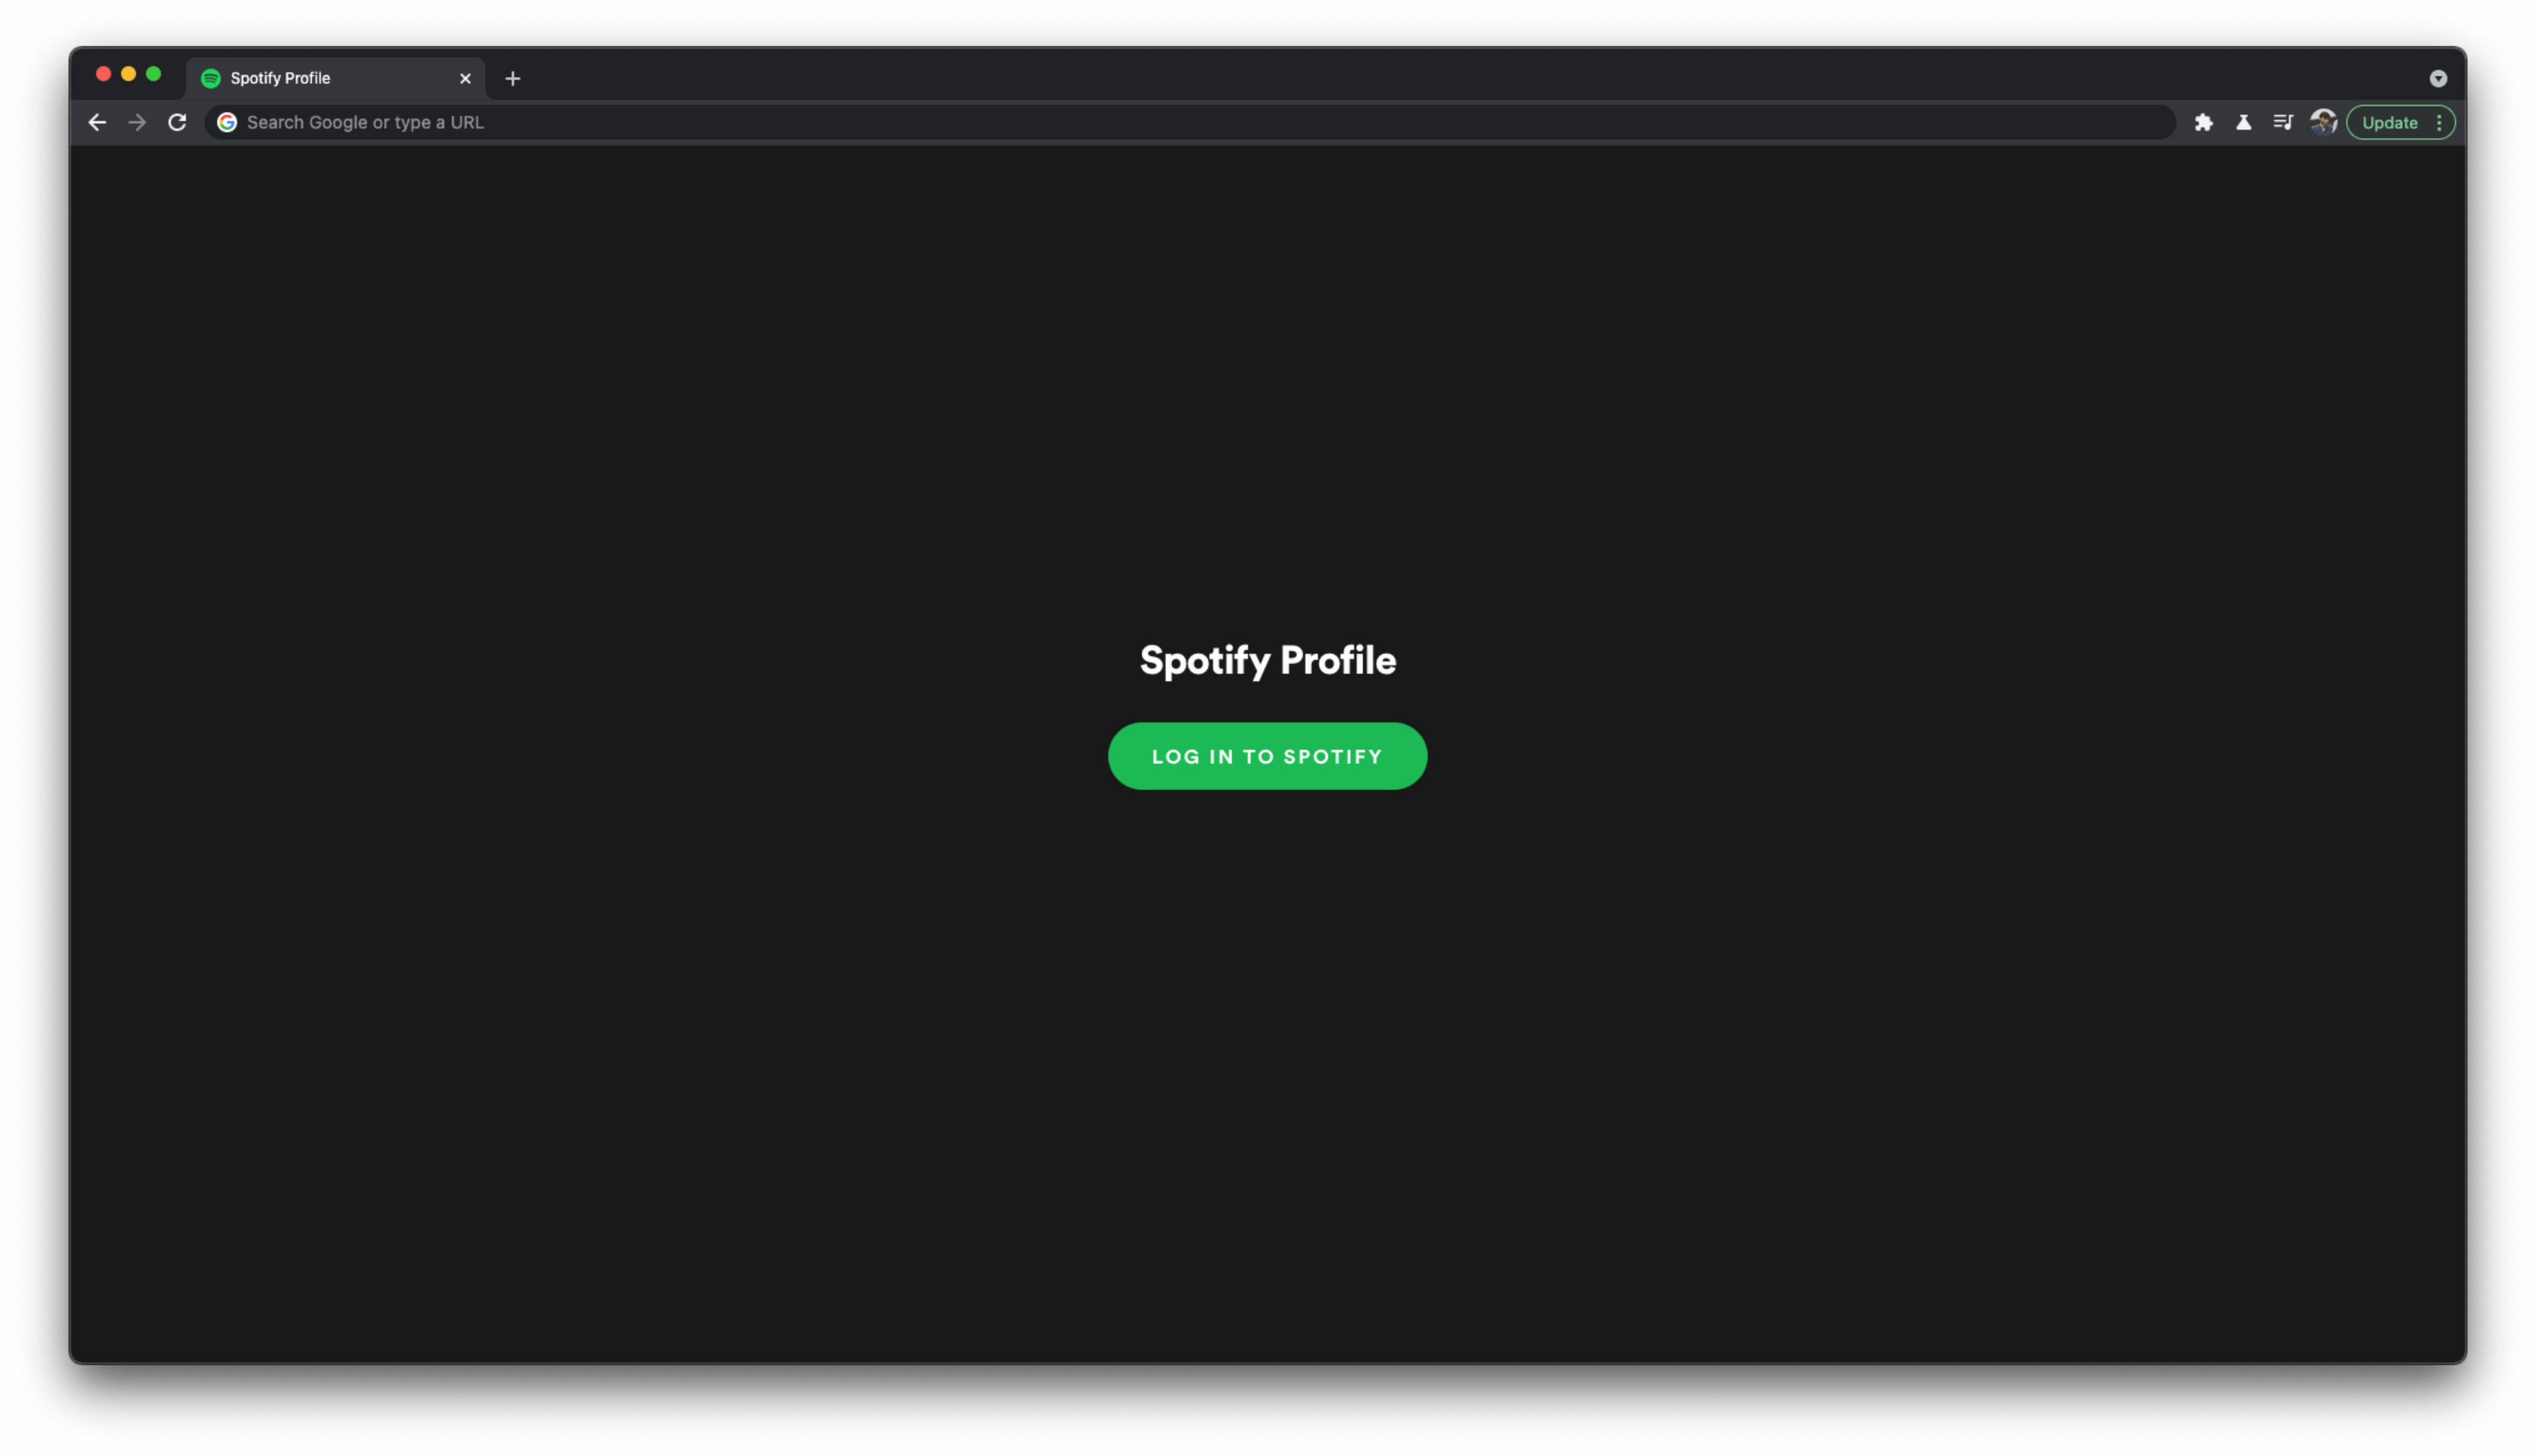 Spotify Profile
Search Google or type a URL
Update
Spotify Profile
LOG IN TO SPOTIFY